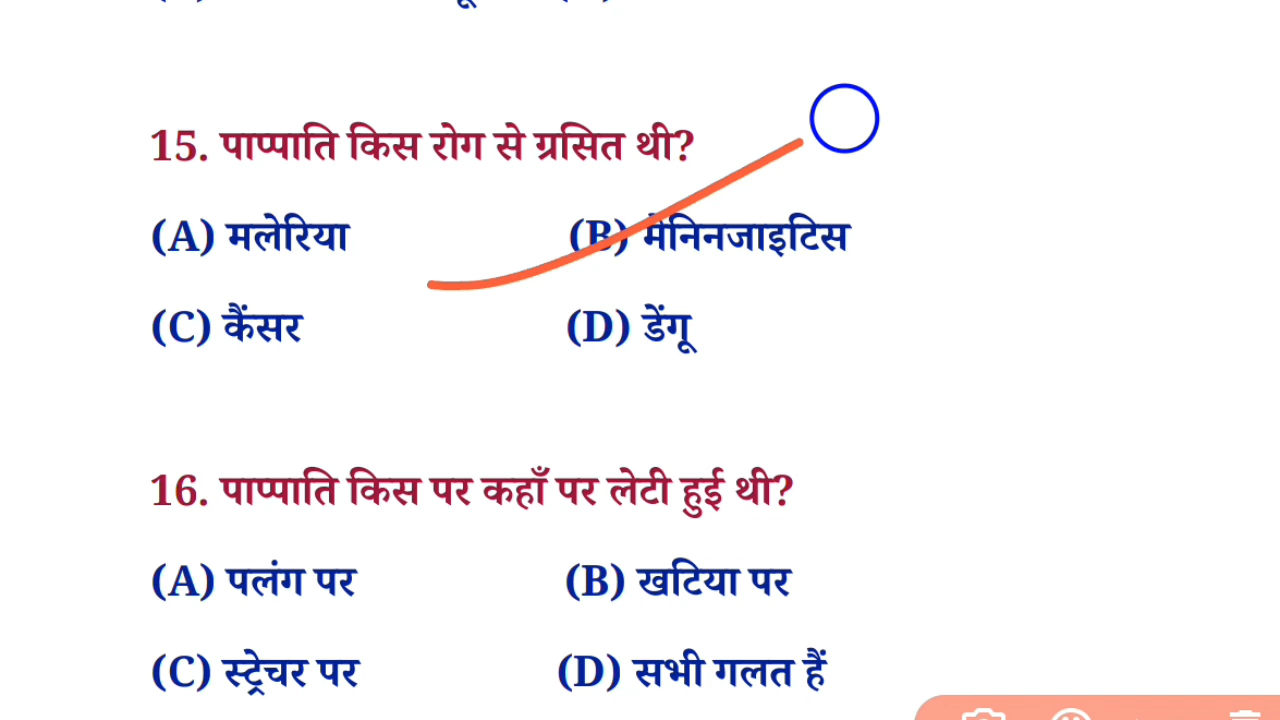 15. पाप्पाति किस रोग से ग्रसित थी?
(A) मलेरिया (B) मेनिनजाइटिस
(C) कैंसर (D) डेंगू
16. पाप्पाति किस पर कहाँ पर लेटी हुई थी?
(A) पलंग पर (B) खटिया पर
(C) स्ट्रेचर पर (D) सभी गलत हैं